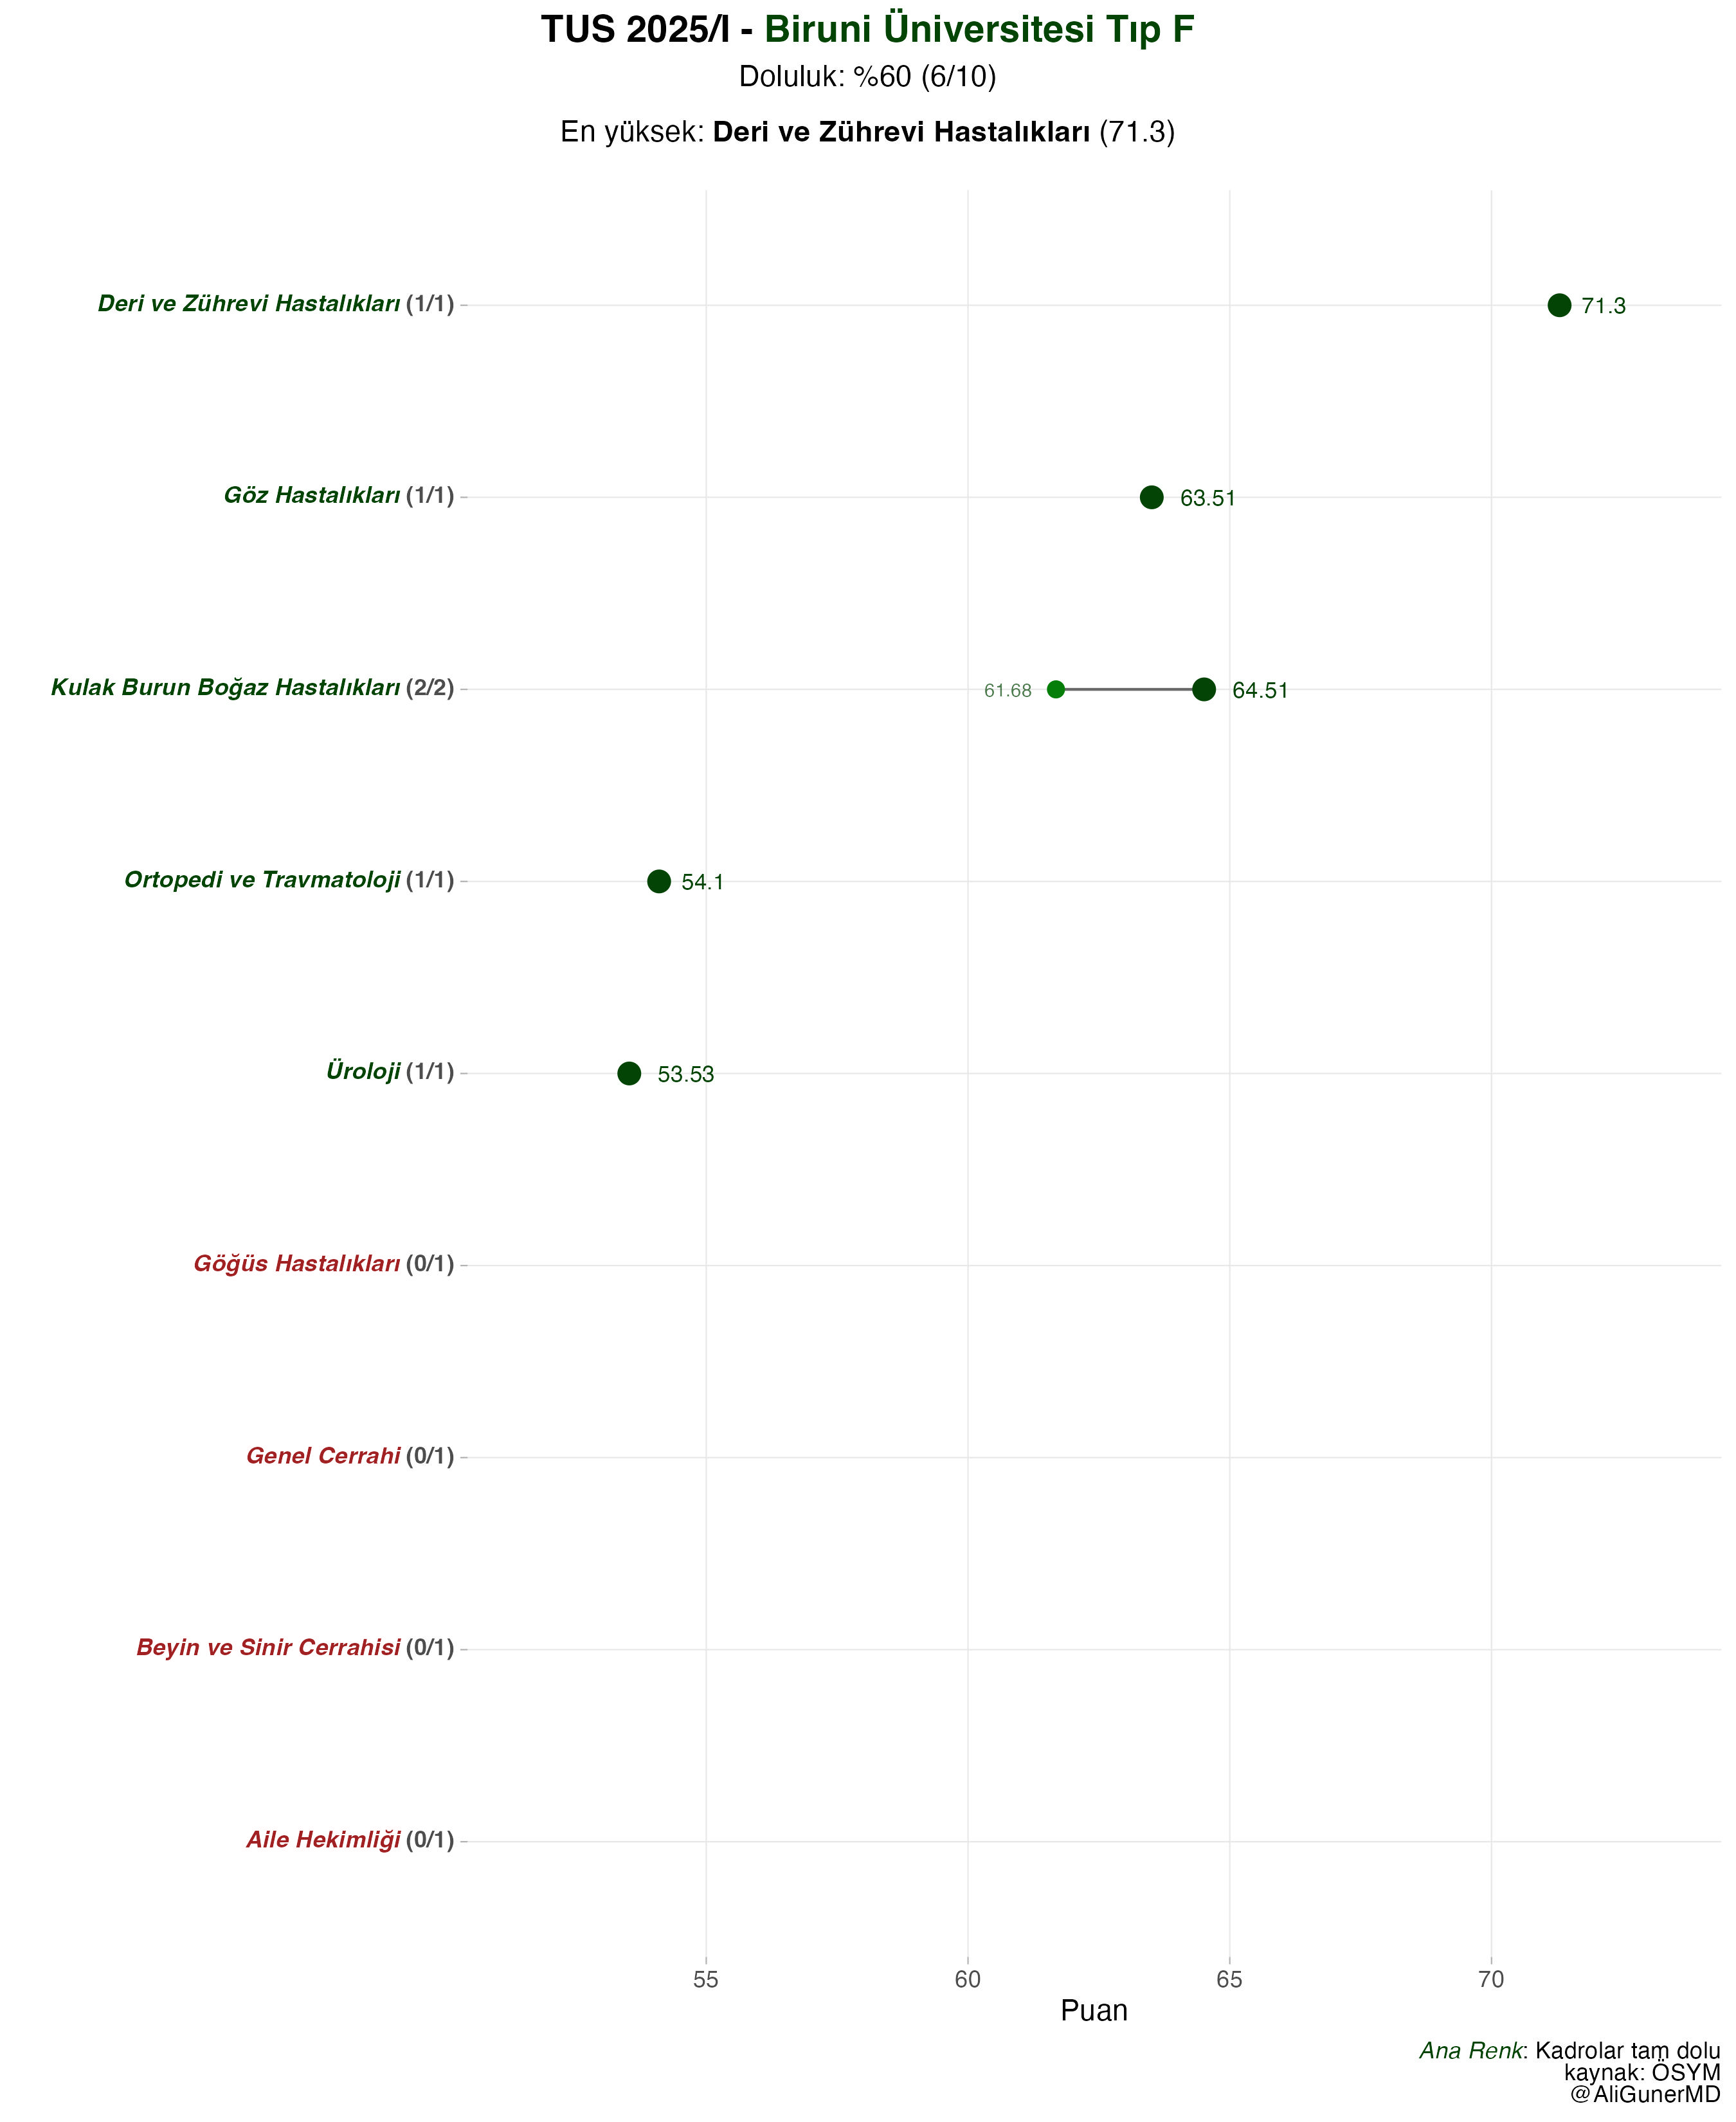 TUS 2025/I - Biruni Üniversitesi Tıp F
Doluluk: %60 (6/10)
En yüksek: Deri ve Zührevi Hastalıkları (71.3)
Deri ve Zührevi Hastalıkları (1/1) 71.3
Göz Hastalıkları (1/1) 63.51
Kulak Burun Boğaz Hastalıkları (2/2) 61.68 64.51
Ortopedi ve Travmatoloji (1/1) 54.1
Üroloji (1/1) 53.53
Göğüs Hastalıkları (0/1)
Genel Cerrahi (0/1)
Beyin ve Sinir Cerrahisi (0/1)
Aile Hekimliği (0/1)
55 60 65 70
Puan
Ana Renk: Kadrolar tam dolu
kaynak: ÖSYM
@AliGunerMD